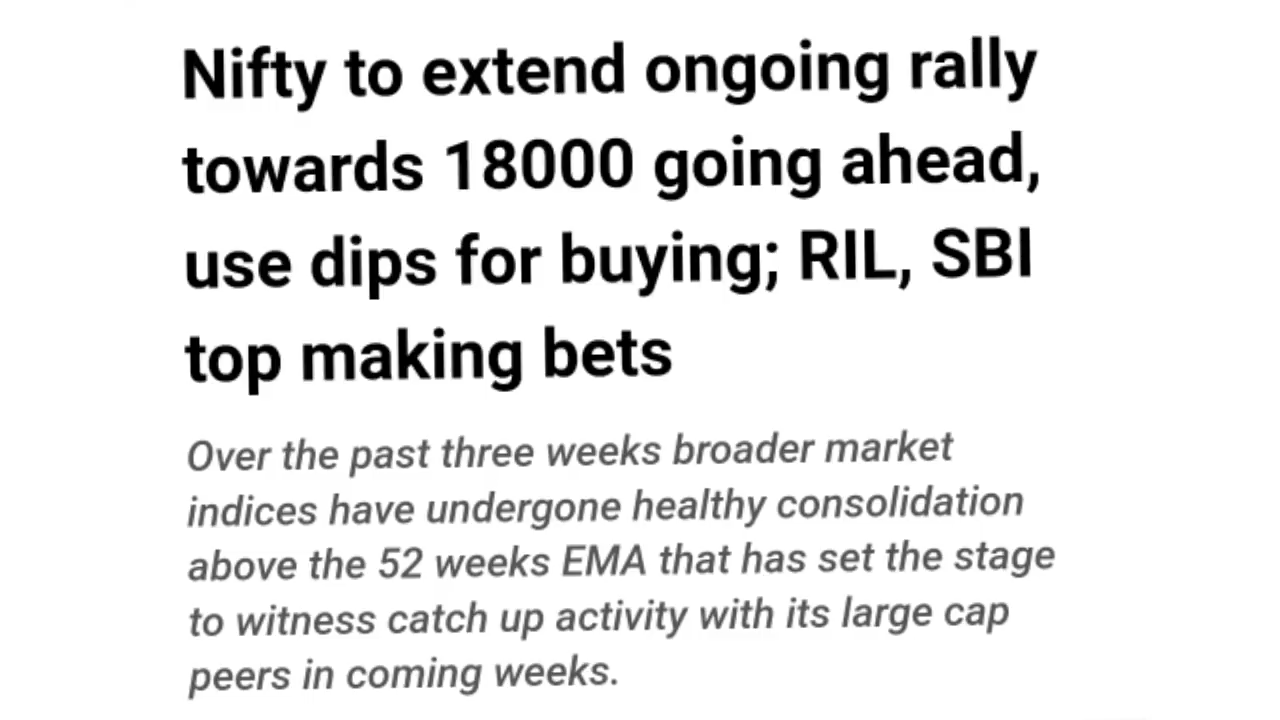 Nifty to extend ongoing rally
towards 18000 going ahead,
use dips for buying; RIL, SBI
top making bets
Over the past three weeks broader market
indices have undergone healthy consolidation
above the 52 weeks EMA that has set the stage
to witness catch up activity with its large cap
peers in coming weeks.